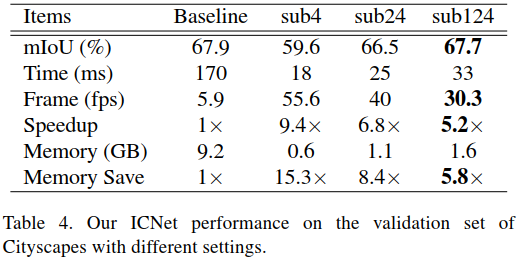 Items Baseline sub4 sub24 sub124
mIoU (%) 67.9 59.6 66.5 67.7
Time (ms) 170 18 25 33
Frame (fps) 5.9 55.6 40 30.3
Speedup 1× 9.4× 6.8× 5.2×
Memory (GB) 9.2 0.6 1.1 1.6
Memory Save 1× 15.3× 8.4× 5.8×
Table 4. Our ICNet performance on the validation set of
Cityscapes with different settings.